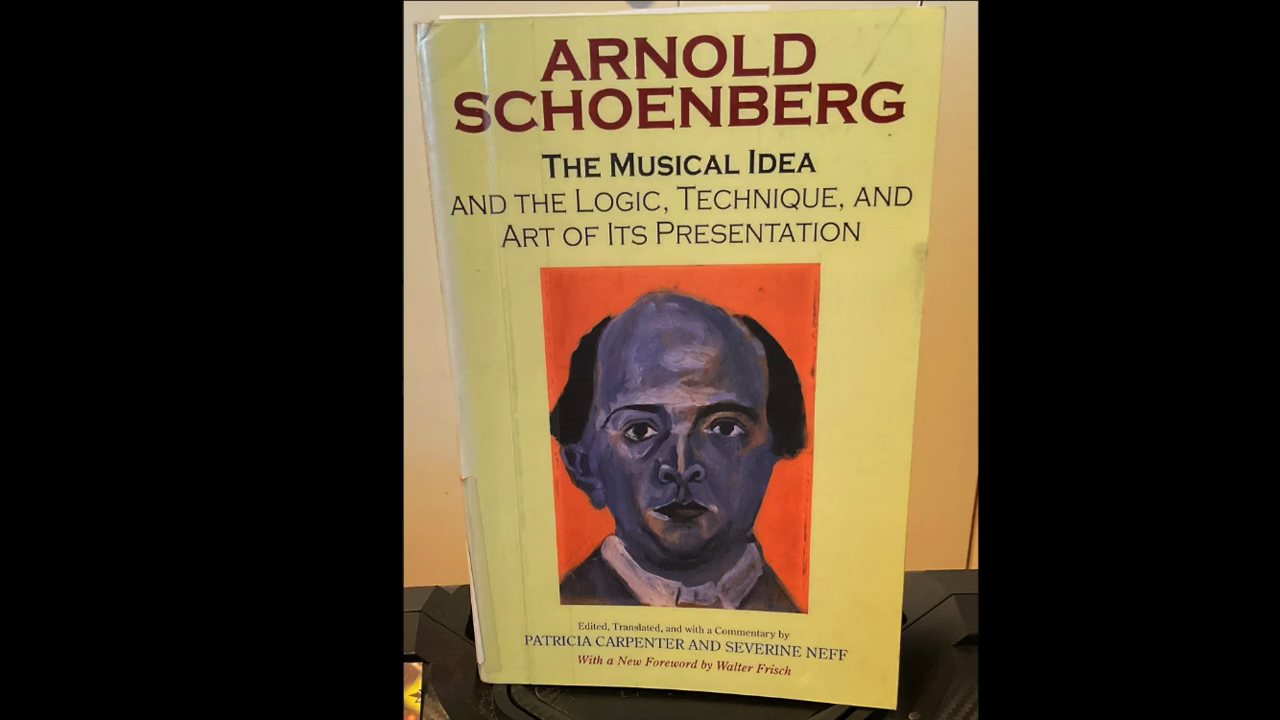 ARNOLD
SCHOENBERG
THE MUSICAL IDEA
AND THE LOGIC, TECHNIQUE, AND
ART OF ITS PRESENTATION
Edited, Translated, and with a Commentary by
PATRICIA CARPENTER AND SEVERINE NEFF
With a New Foreword by Walter Frisch